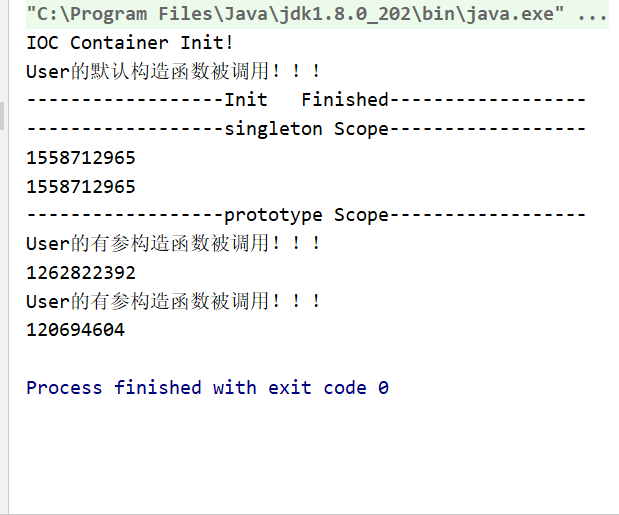 "C:\Program Files\Java\jdk1.8.0_202\bin\java.exe" ...
IOC Container Init!
User的默认构造函数被调用！！！
------------------Init   Finished------------------
------------------singleton Scope------------------
1558712965
1558712965
------------------prototype Scope------------------
User的有参构造函数被调用！！！
1262822392
User的有参构造函数被调用！！！
120694604
Process finished with exit code 0